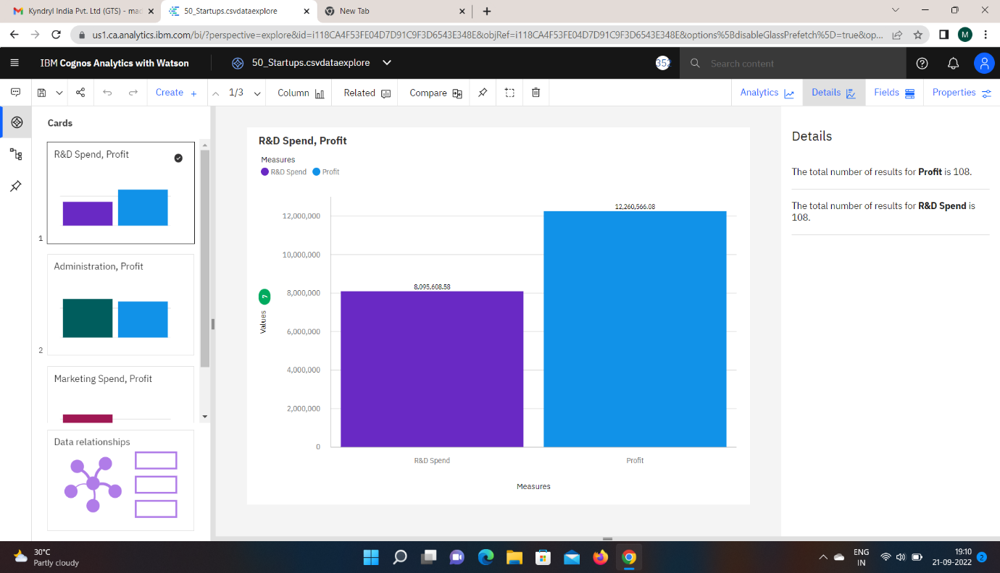 Kyndryl India Pvt. Ltd (GTS) - mad
50_Startups.csvdataexplore
New Tab
us1.ca.analytics.ibm.com/bi/?perspective=explore&id=i118CA4F53FE04D7D91C9F3D6543E348E&objRef=i118CA4F53FE04D7D91C9F3D6543E348E&options%5BdisableGlassPrefetch%5D=true&op...
M
IBM Cognos Analytics with Watson
50_Startups.csvdataexplore
352
Search content
Create +
1/3
Column
Related
Compare
Analytics
Details
Fields
Properties
Cards
R&D Spend, Profit
1
Administration, Profit
2
Marketing Spend, Profit
Data relationships
R&D Spend, Profit
Measures
R&D Spend
Profit
12,260,566.08
12,000,000
10,000,000
8,095,608.58
8,000,000
Values
6,000,000
4,000,000
2,000,000
0
R&D Spend
Profit
Measures
Details
The total number of results for Profit is 108.
The total number of results for R&D Spend is
108.
30°C
Partly cloudy
ENG
IN
19:10
21-09-2022
2